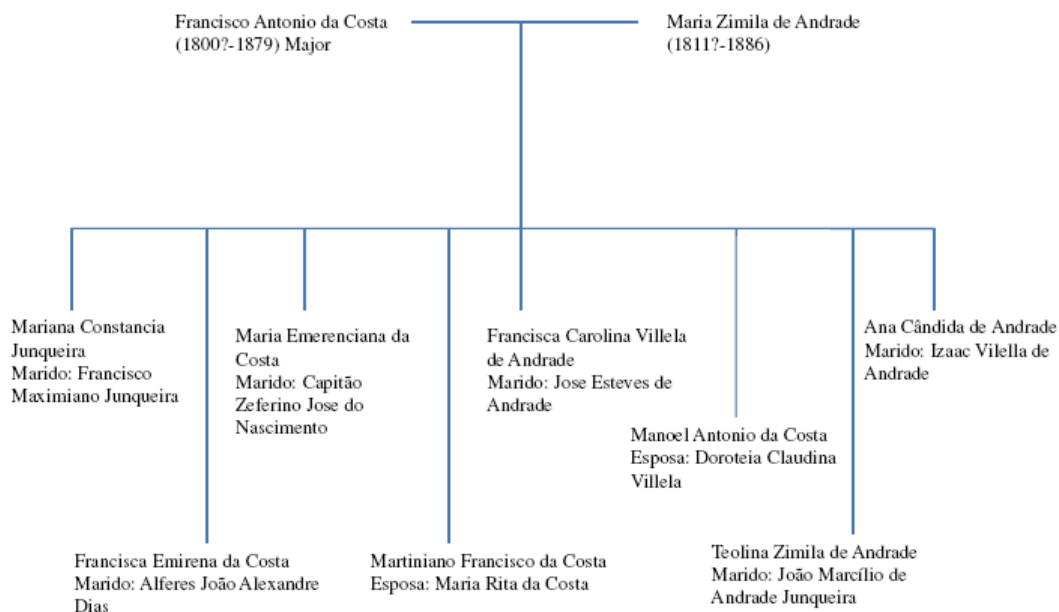 Francisco Antonio da Costa
(1800?-1879) Major
Maria Zimila de Andrade
(1811?-1886)
Mariana Constancia
Junqueira
Marido: Francisco
Maximiano Junqueira
Maria Emerenciana da
Costa
Marido: Capitão
Zeferino Jose do
Nascimento
Francisca Carolina Villela
de Andrade
Marido: Jose Esteves de
Andrade
Ana Cândida de Andrade
Marido: Izaac Vilella de
Andrade
Manoel Antonio da Costa
Esposa: Doroteia Claudina
Villela
Francisca Emirena da Costa
Marido: Alferes João Alexandre
Dias
Martiniano Francisco da Costa
Esposa: Maria Rita da Costa
Teolina Zimila de Andrade
Marido: João Marcílio de
Andrade Junqueira